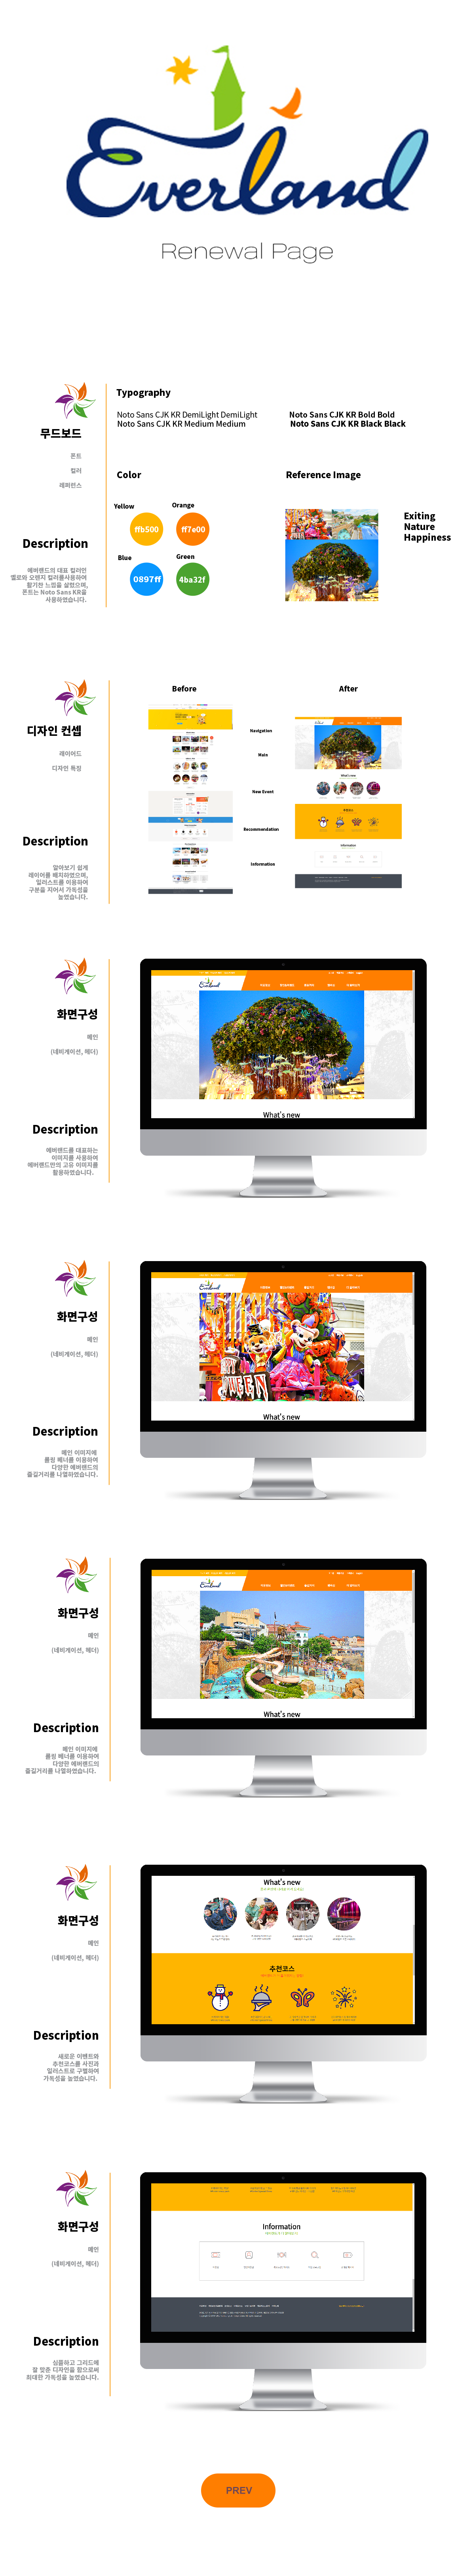 Everland
Renewal Page
무드보드
폰트
컬러
레퍼런스
Description
에버랜드의 대표 컬러인
옐로와 오렌지 컬러를사용하여
활기찬 느낌을 살렸으며,
폰트는 Noto Sans KR을
사용하였습니다.
Typography
Noto Sans CJK KR DemiLight DemiLight
Noto Sans CJK KR Medium Medium
Noto Sans CJK KR Bold Bold
Noto Sans CJK KR Black Black
Color
Yellow
ffb500
Orange
ff7e00
Blue
0897ff
Green
4ba32f
Reference Image
Exiting
Nature
Happiness
디자인 컨셉
레이어드
디자인 특징
Description
알아보기 쉽게
레이어를 배치하였으며,
일러스트를 이용하여
구분을 지어서 가독성을
높였습니다.
Before
After
Navigation
Main
New Event
Recommendation
Information
화면구성
메인
(네비게이션, 헤더)
Description
에버랜드를 대표하는
이미지를 사용하여
에버랜드만의 고유 이미지를
활용하였습니다.
Everland
What's new
화면구성
메인
(네비게이션, 헤더)
Description
메인 이미지에
롤링 베너를 이용하여
다양한 에버랜드의
즐길거리를 나열하였습니다.
Everland
What's new
화면구성
메인
(네비게이션, 헤더)
Description
메인 이미지에
롤링 베너를 이용하여
다양한 에버랜드의
즐길거리를 나열하였습니다.
Everland
What's new
화면구성
메인
(네비게이션, 헤더)
Description
새로운 이벤트와
추천코스를 사진과
일러스트로 구별하여
가독성을 높였습니다.
What's new
추천코스
화면구성
메인
(네비게이션, 헤더)
Description
심플하고 그리드에
잘 맞춘 디자인을 함으로써
최대한 가독성을 높였습니다.
Information
PREV